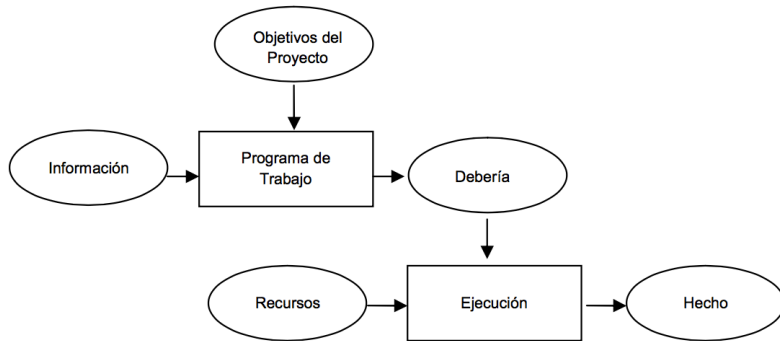 Objetivos del
Proyecto
Información
Programa de
Trabajo
Debería
Recursos
Ejecución
Hecho